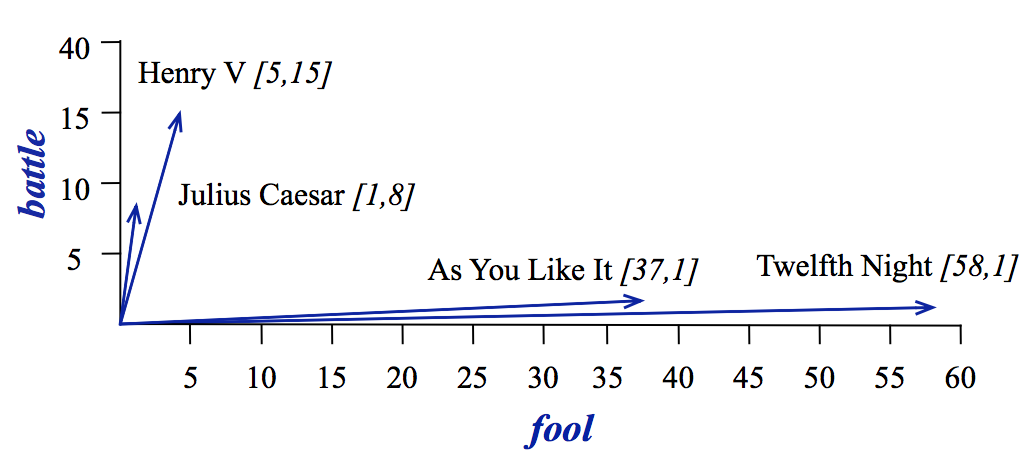 40
Henry V [5,15]
15
battle
10
Julius Caesar [1,8]
5
As You Like It [37,1]
Twelfth Night [58,1]
5 10 15 20 25 30 35 40 45 50 55 60
fool